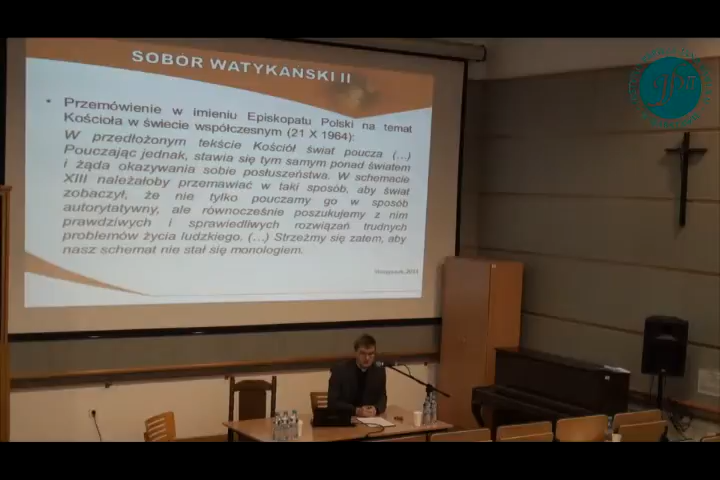 SOBÓR WATYKAŃSKI II
• Przemówienie w imieniu Episkopatu Polski na temat
Kościoła w świecie współczesnym (21 X 1964):
W przedłożonym tekście Kościół świat poucza (...)
Pouczając jednak, stawia się tym samym ponad światem
i żąda okazywania sobie posłuszeństwa. W schemacie
XIII należałoby przemawiać w taki sposób, aby świat
zobaczył, że nie tylko pouczamy go w sposób
autorytatywny, ale równocześnie poszukujemy z nim
prawdziwych i sprawiedliwych rozwiązań trudnych
problemów życia ludzkiego. (...) Strzeżmy się zatem, aby
nasz schemat nie stał się monologiem.